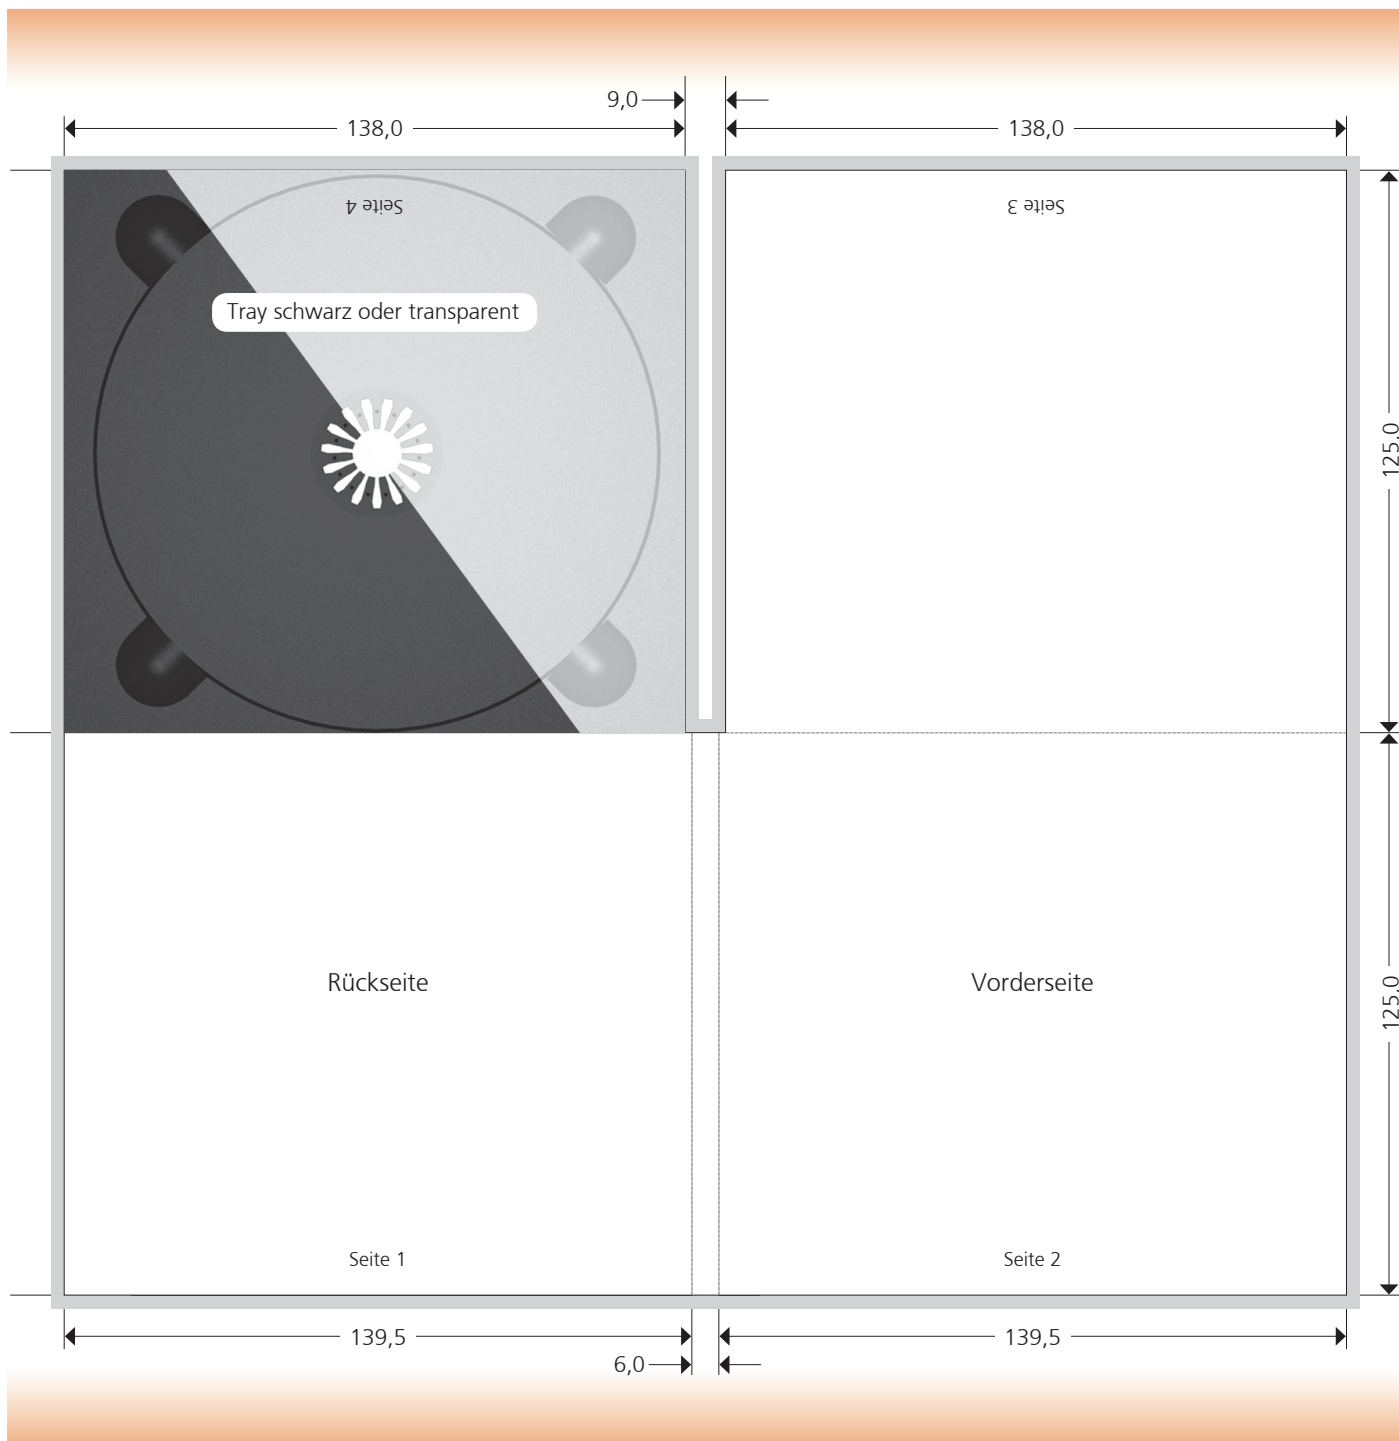 9,0
138,0
138,0
Seite 4
Seite 3
Tray schwarz oder transparent
125,0
Rückseite
Vorderseite
125,0
Seite 1
Seite 2
139,5
139,5
6,0